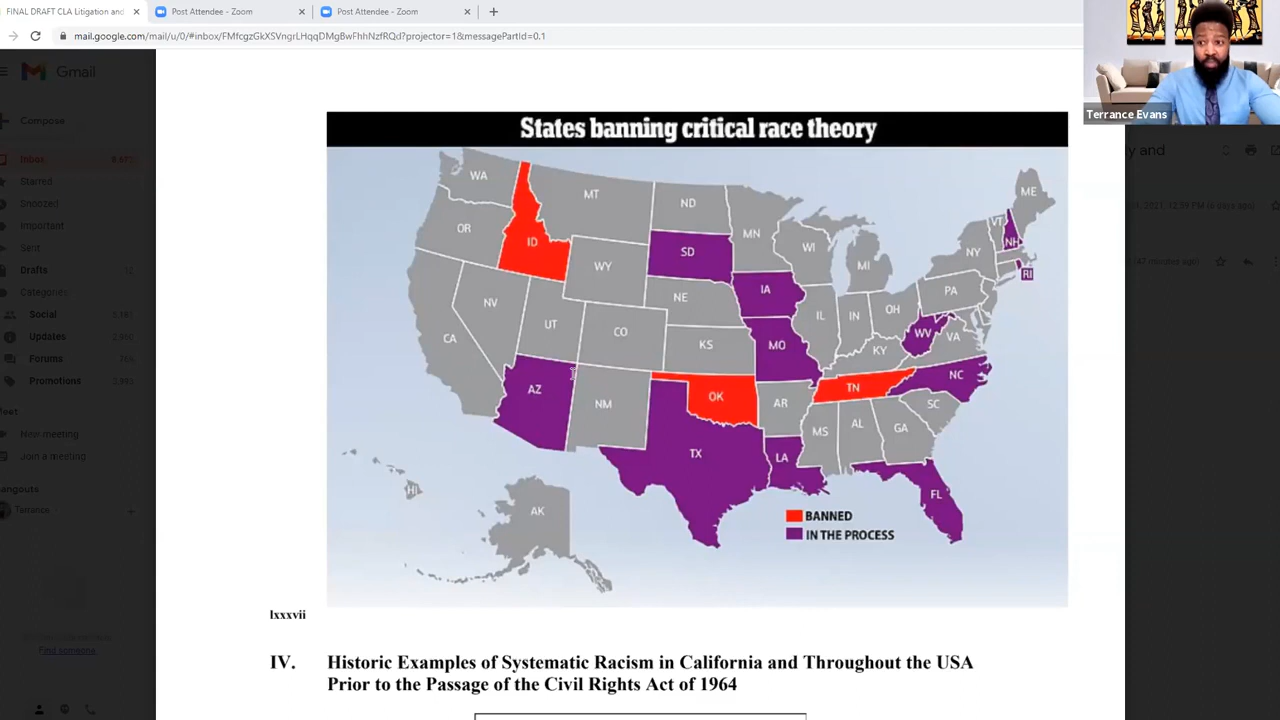 FINAL DRAFT CLA Litigation and
Post Attendee - Zoom
Post Attendee - Zoom
mail.google.com/mail/u/0/#inbox/FMfcgzGkXSVngrLHqqDMgBwFhhNzfRQd?projector=1&messagePartId=0.1
Terrance Evans
Gmail
Compose
Inbox
Starred
Snoozed
Important
Sent
Drafts
Categories
Social
Updates
Forums
Promotions
Meet
New meeting
Join a meeting
Hangouts
Terrance
Find someone
States banning critical race theory
WA
MT
ND
ME
OR
ID
MN
VT
NH
SD
WI
NY
WY
MI
RI
IA
PA
NE
NV
IL
IN
OH
UT
CO
WV
VA
CA
KS
MO
KY
NC
AZ
OK
TN
NM
AR
SC
MS
AL
GA
TX
LA
HI
FL
AK
BANNED
IN THE PROCESS
lxxxvii
IV. Historic Examples of Systematic Racism in California and Throughout the USA
Prior to the Passage of the Civil Rights Act of 1964